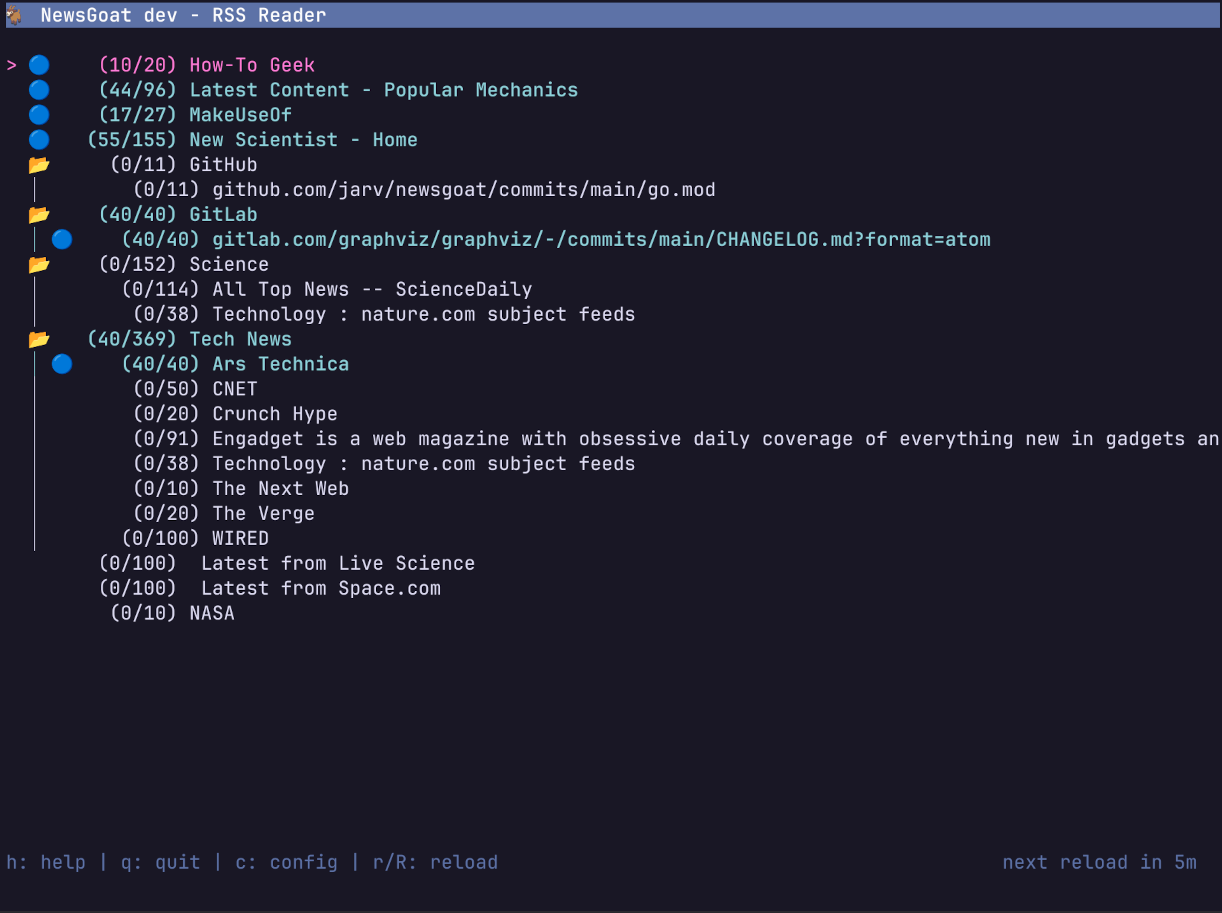 NewsGoat dev - RSS Reader
> (10/20) How-To Geek
(44/96) Latest Content - Popular Mechanics
(17/27) MakeUseOf
(55/155) New Scientist - Home
(0/11) GitHub
(0/11) github.com/jarv/newsgoat/commits/main/go.mod
(40/40) GitLab
(40/40) gitlab.com/graphviz/graphviz/-/commits/main/CHANGELOG.md?format=atom
(0/152) Science
(0/114) All Top News -- ScienceDaily
(0/38) Technology : nature.com subject feeds
(40/369) Tech News
(40/40) Ars Technica
(0/50) CNET
(0/20) Crunch Hype
(0/91) Engadget is a web magazine with obsessive daily coverage of everything new in gadgets an
(0/38) Technology : nature.com subject feeds
(0/10) The Next Web
(0/20) The Verge
(0/100) WIRED
(0/100) Latest from Live Science
(0/100) Latest from Space.com
(0/10) NASA
h: help | q: quit | c: config | r/R: reload next reload in 5m